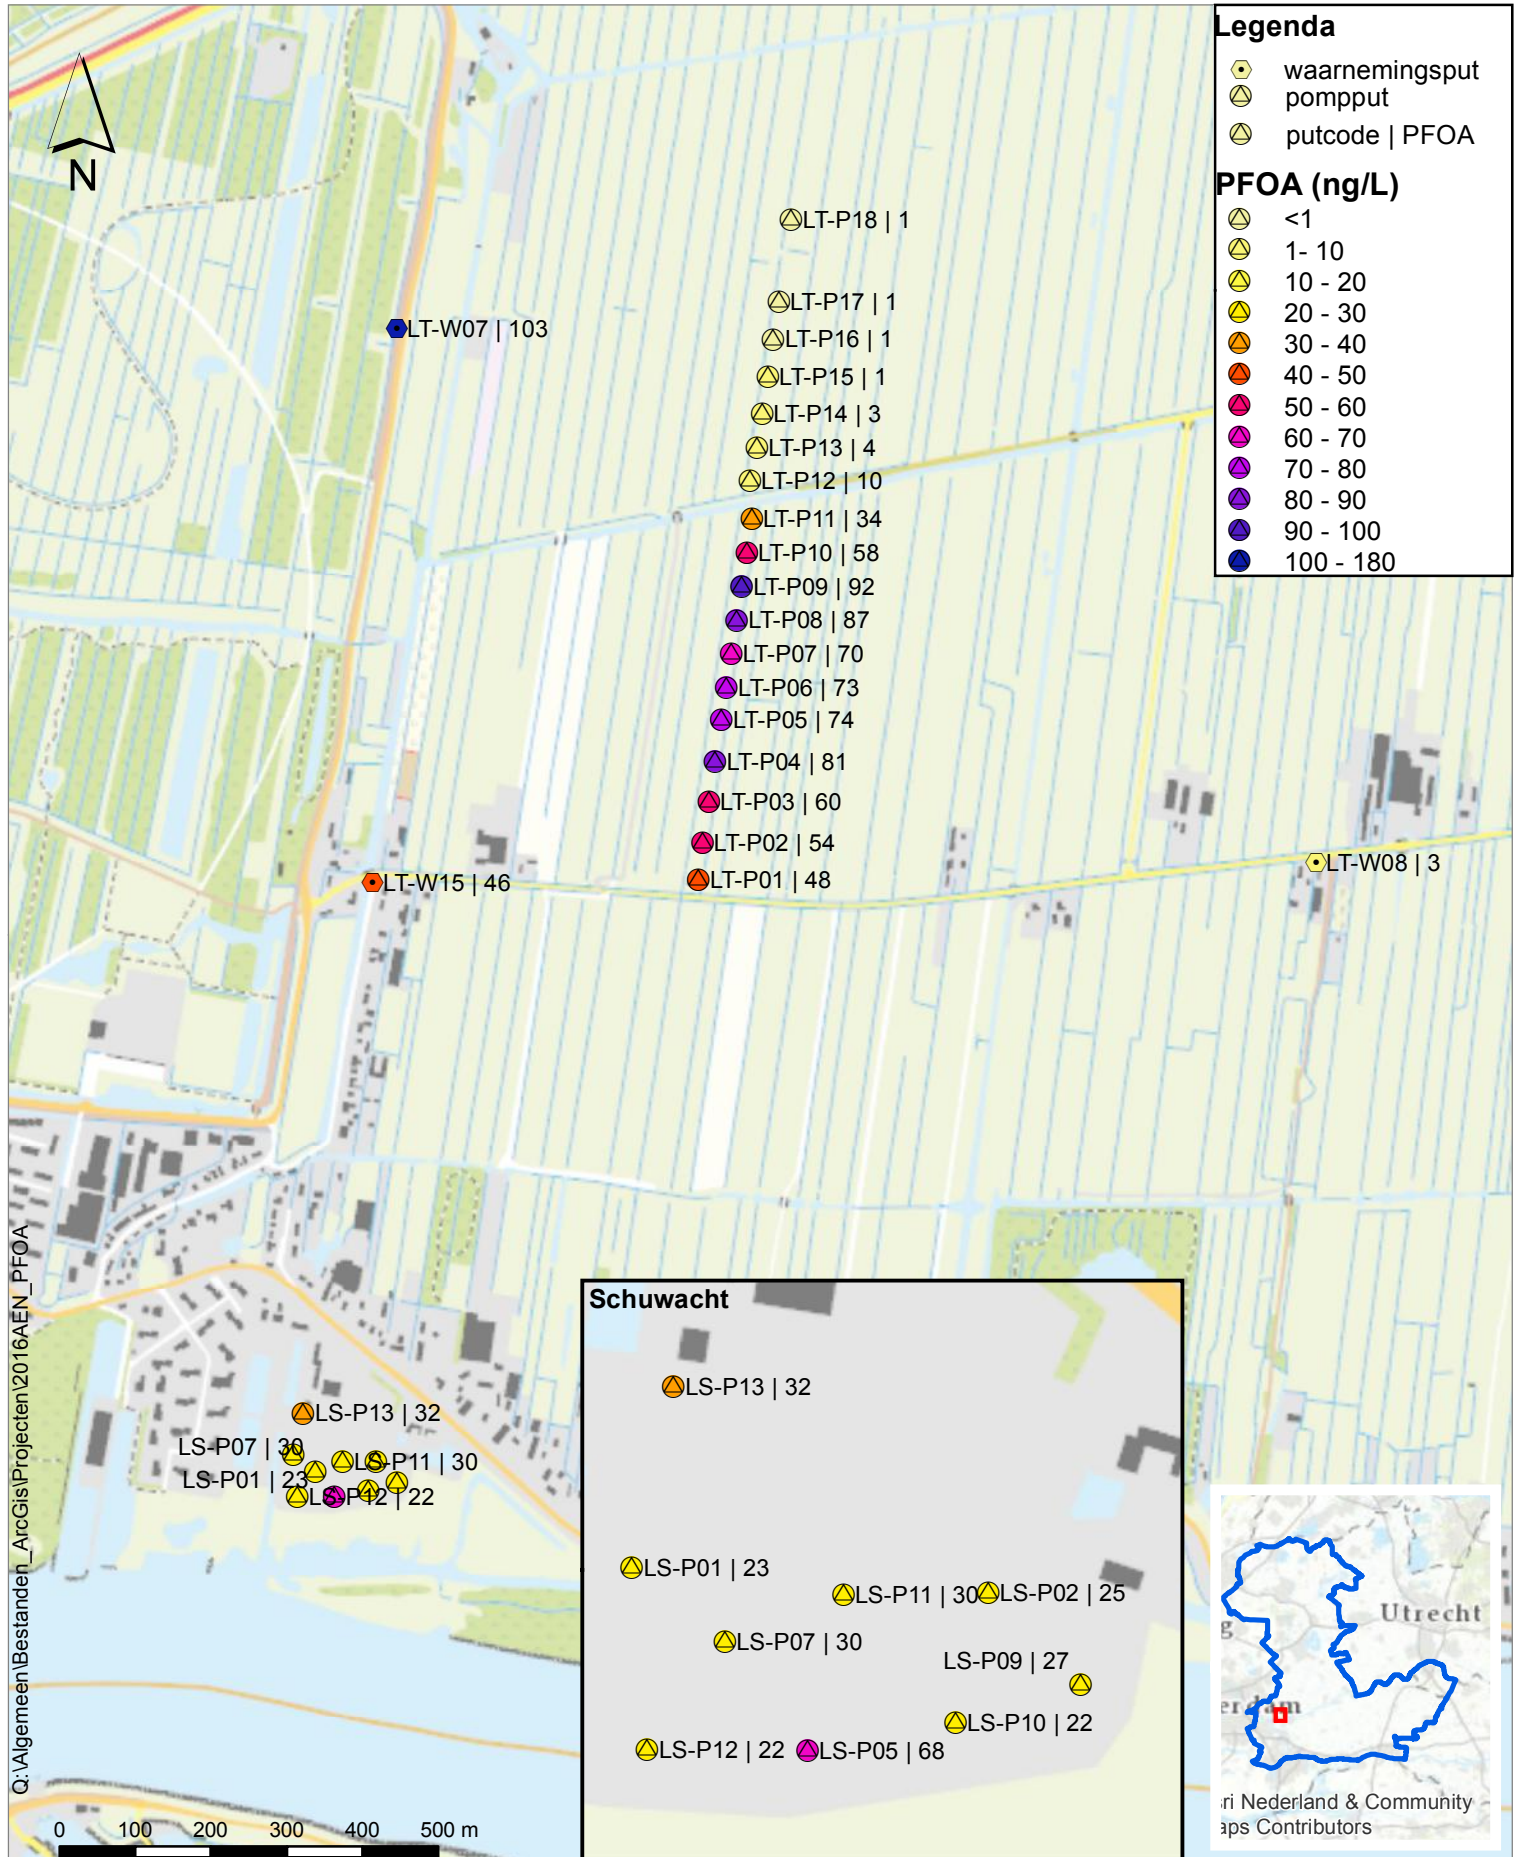 Legenda
waarnemingsput
pompput
putcode | PFOA
PFOA (ng/L)
<1
1- 10
10 - 20
20 - 30
30 - 40
40 - 50
50 - 60
60 - 70
70 - 80
80 - 90
90 - 100
100 - 180
N
LT-P18 | 1
LT-P17 | 1
LT-W07 | 103
LT-P16 | 1
LT-P15 | 1
LT-P14 | 3
LT-P13 | 4
LT-P12 | 10
LT-P11 | 34
LT-P10 | 58
LT-P09 | 92
LT-P08 | 87
LT-P07 | 70
LT-P06 | 73
LT-P05 | 74
LT-P04 | 81
LT-P03 | 60
LT-P02 | 54
LT-P01 | 48
LT-W15 | 46
LT-W08 | 3
LS-P13 | 32
LS-P07 | 30
LS-P11 | 30
LS-P01 | 23
LS-P12 | 22
Schuwacht
LS-P13 | 32
LS-P01 | 23
LS-P11 | 30
LS-P02 | 25
LS-P07 | 30
LS-P09 | 27
LS-P10 | 22
LS-P12 | 22
LS-P05 | 68
Utrecht
g
erdam
ri Nederland & Community
aps Contributors
0 100 200 300 400 500 m
Q:\Algemeen\Bestanden_ArcGis\Projecten\2016AEN_PFOA